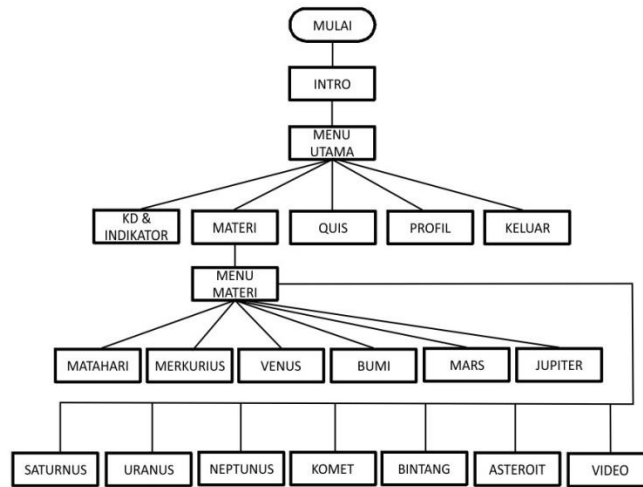 MULAI
INTRO
MENU
UTAMA
KD &
INDIKATOR
MATERI
QUIS
PROFIL
KELUAR
MENU
MATERI
MATAHARI
MERKURIUS
VENUS
BUMI
MARS
JUPITER
SATURNUS
URANUS
NEPTUNUS
KOMET
BINTANG
ASTEROIT
VIDEO